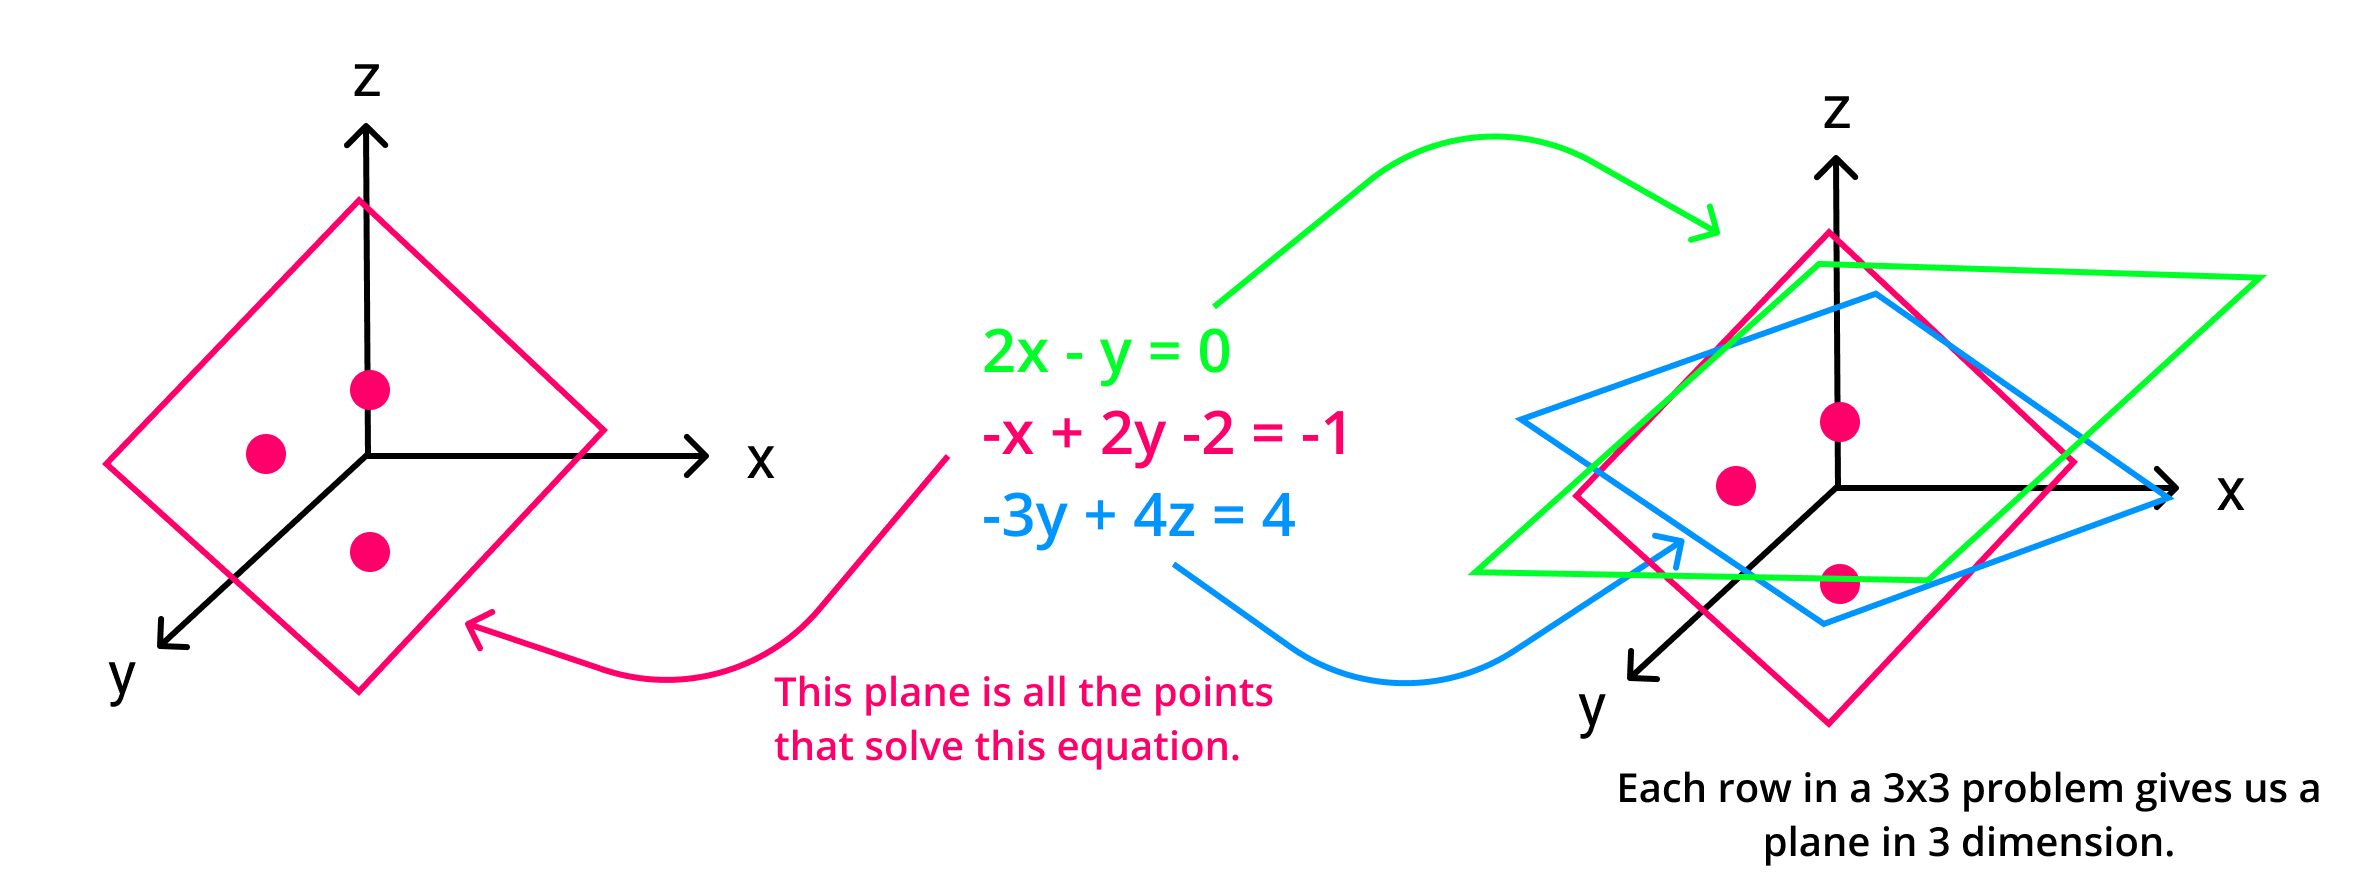 z
x
y
2x - y = 0
-x + 2y -2 = -1
-3y + 4z = 4
This plane is all the points
that solve this equation.
z
x
y
Each row in a 3x3 problem gives us a
plane in 3 dimension.